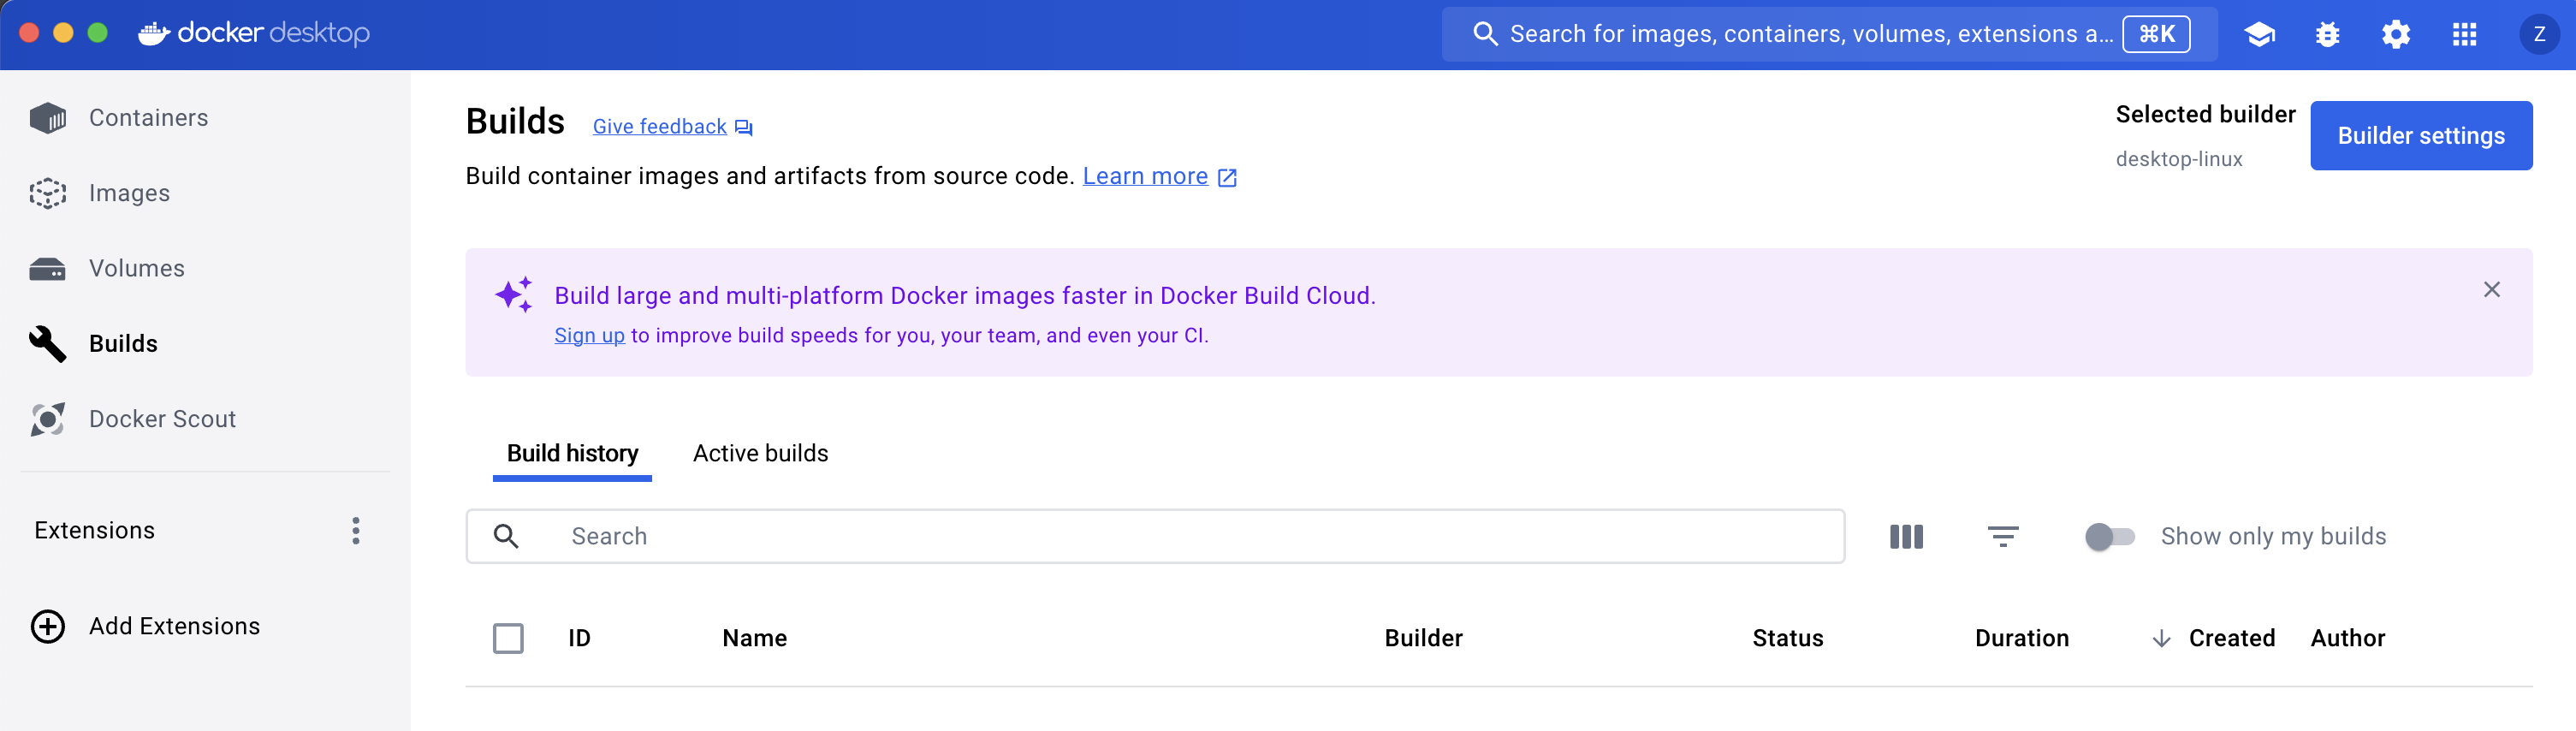 docker desktop
Search for images, containers, volumes, extensions a... ⌘K
Z
Containers
Images
Volumes
Builds
Docker Scout
Extensions
Add Extensions
Builds Give feedback
Build container images and artifacts from source code. Learn more
Selected builder
desktop-linux
Builder settings
Build large and multi-platform Docker images faster in Docker Build Cloud.
Sign up to improve build speeds for you, your team, and even your CI.
Build history Active builds
Search
Show only my builds
ID Name Builder Status Duration Created Author